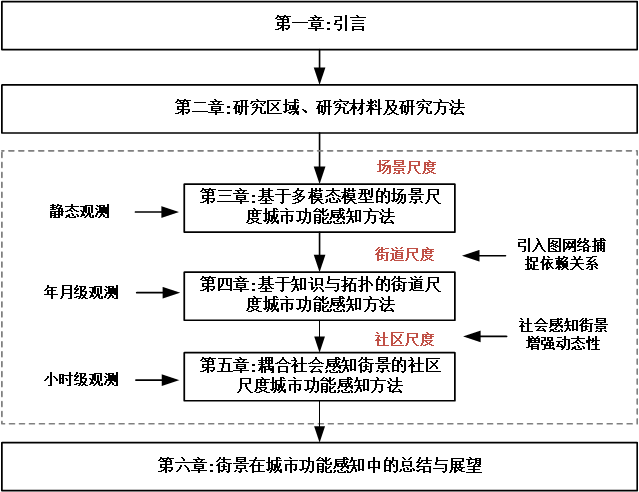 第一章:引言
第二章:研究区域、研究材料及研究方法
场景尺度
静态观测
第三章:基于多模态模型的场景尺
度城市功能感知方法
街道尺度
引入图网络捕
捉依赖关系
年月级观测
第四章:基于知识与拓扑的街道尺
度城市功能感知方法
社区尺度
社会感知街景
增强动态性
小时级观测
第五章:耦合社会感知街景的社区
尺度城市功能感知方法
第六章:街景在城市功能感知中的总结与展望